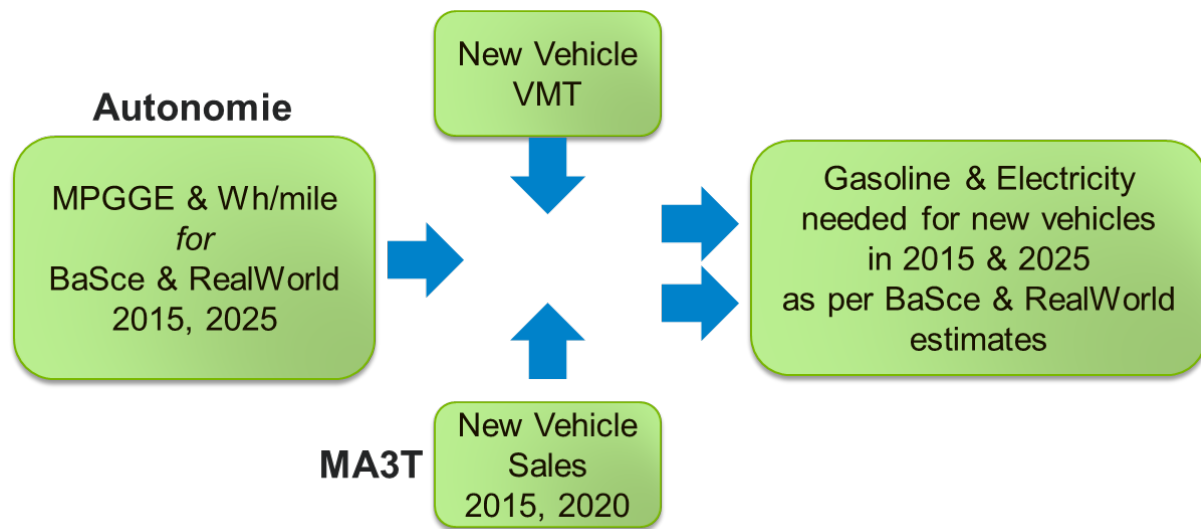 New Vehicle
VMT
Autonomie
MPGGE & Wh/mile
for
BaSce & RealWorld
2015, 2025
Gasoline & Electricity
needed for new vehicles
in 2015 & 2025
as per BaSce & RealWorld
estimates
MA3T
New Vehicle
Sales
2015, 2020